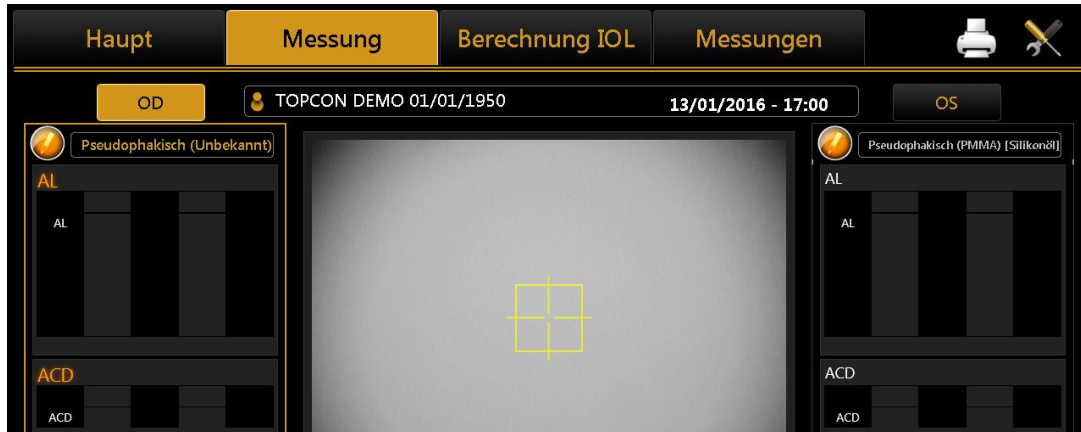 Haupt Messung Berechnung IOL Messungen
OD TOPCON DEMO 01/01/1950 13/01/2016 - 17:00 OS
Pseudophakisch (Unbekannt) Pseudophakisch (PMMA) [Silikonöl]
AL AL
AL AL
ACD ACD
ACD ACD